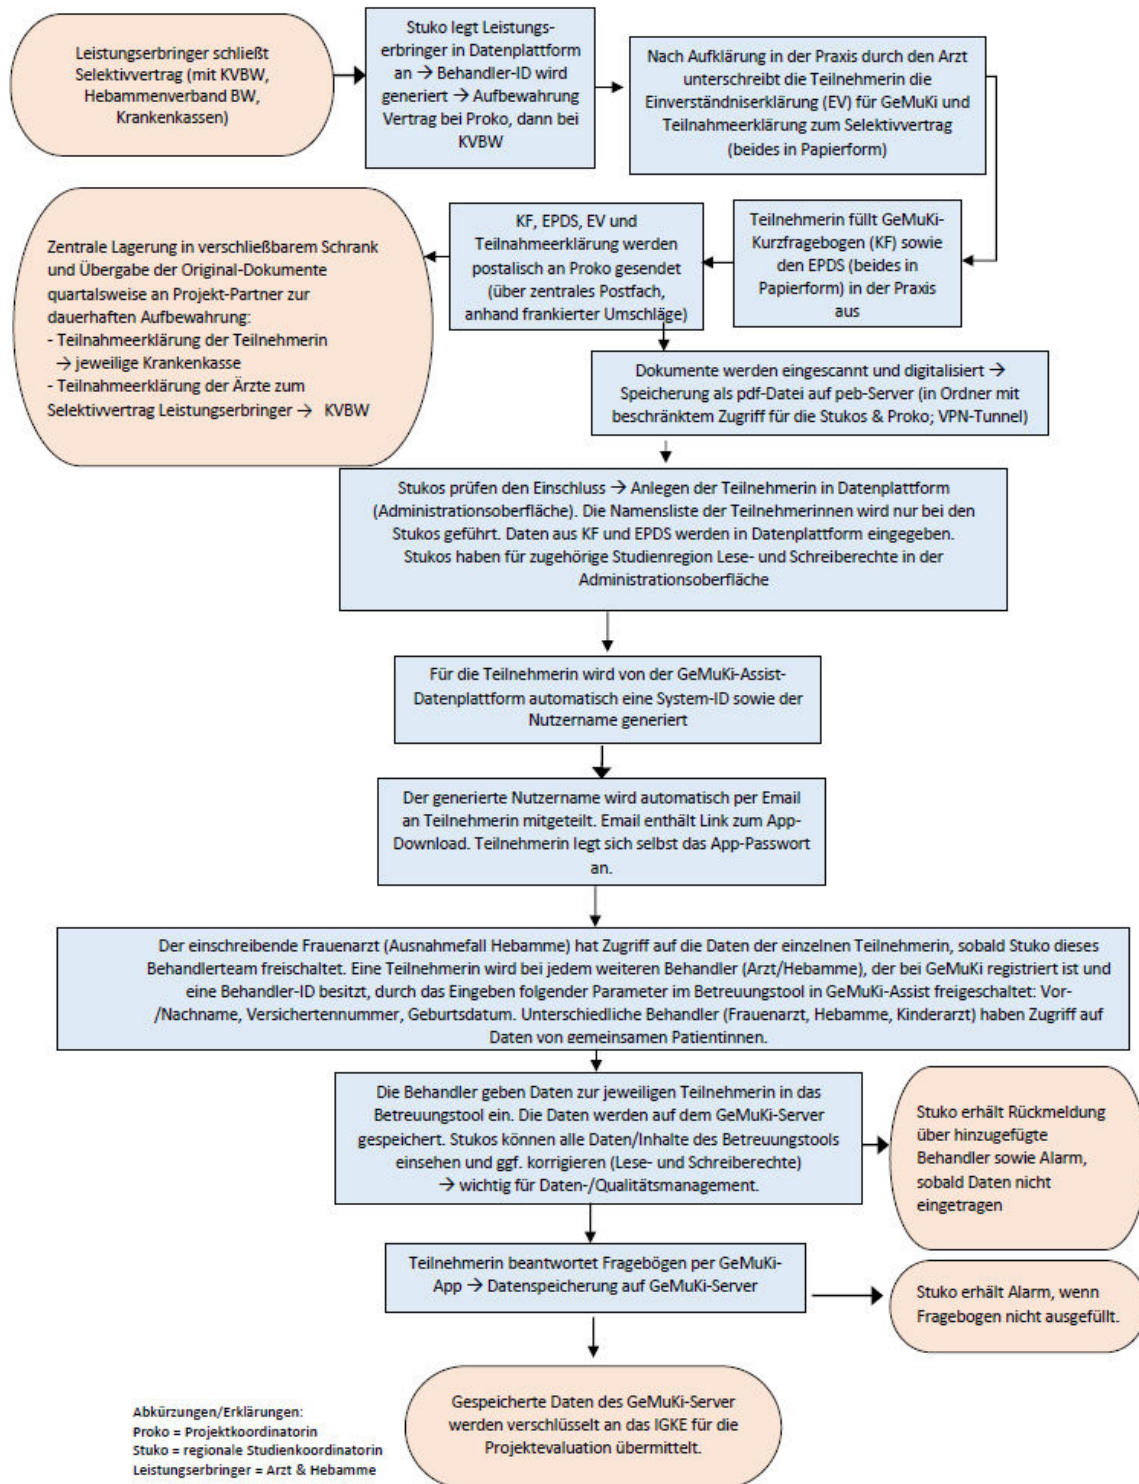 Leistungserbringer schließt
Selektivvertrag (mit KVBW,
Hebammenverband BW,
Krankenkassen)
Stuko legt Leistungs-
erbringer in Datenplattform
an → Behandler-ID wird
generiert → Aufbewahrung
Vertrag bei Proko, dann bei
KVBW
Nach Aufklärung in der Praxis durch den Arzt
unterschreibt die Teilnehmerin die
Einverständniserklärung (EV) für GeMuKi und
Teilnahmeerklärung zum Selektivvertrag
(beides in Papierform)
Teilnehmerin füllt GeMuKi-
Kurzfragebogen (KF) sowie
den EPDS (beides in
Papierform) in der Praxis
aus
KF, EPDS, EV und
Teilnahmeerklärung werden
postalisch an Proko gesendet
(über zentrales Postfach,
anhand frankierter Umschläge)
Zentrale Lagerung in verschließbarem Schrank
und Übergabe der Original-Dokumente
quartalsweise an Projekt-Partner zur
dauerhaften Aufbewahrung:
- Teilnahmeerklärung der Teilnehmerin
→ jeweilige Krankenkasse
- Teilnahmeerklärung der Ärzte zum
Selektivvertrag Leistungserbringer → KVBW
Dokumente werden eingescannt und digitalisiert →
Speicherung als pdf-Datei auf peb-Server (in Ordner mit
beschränktem Zugriff für die Stukos & Proko; VPN-Tunnel)
Stukos prüfen den Einschluss → Anlegen der Teilnehmerin in Datenplattform
(Administrationsoberfläche). Die Namensliste der Teilnehmerinnen wird nur bei den
Stukos geführt. Daten aus KF und EPDS werden in Datenplattform eingegeben.
Stukos haben für zugehörige Studienregion Lese- und Schreiberechte in der
Administrationsoberfläche
Für die Teilnehmerin wird von der GeMuKi-Assist-
Datenplattform automatisch eine System-ID sowie der
Nutzername generiert
Der generierte Nutzername wird automatisch per Email
an Teilnehmerin mitgeteilt. Email enthält Link zum App-
Download. Teilnehmerin legt sich selbst das App-Passwort
an.
Der einschreibende Frauenarzt (Ausnahmefall Hebamme) hat Zugriff auf die Daten der einzelnen Teilnehmerin, sobald Stuko dieses
Behandlerteam freischaltet. Eine Teilnehmerin wird bei jedem weiteren Behandler (Arzt/Hebamme), der bei GeMuKi registriert ist und
eine Behandler-ID besitzt, durch das Eingeben folgender Parameter im Betreuungstool in GeMuKi-Assist freigeschaltet: Vor-
/Nachname, Versichertennummer, Geburtsdatum. Unterschiedliche Behandler (Frauenarzt, Hebamme, Kinderarzt) haben Zugriff auf
Daten von gemeinsamen Patientinnen.
Die Behandler geben Daten zur jeweiligen Teilnehmerin in das
Betreuungstool ein. Die Daten werden auf dem GeMuKi-Server
gespeichert. Stukos können alle Daten/Inhalte des Betreuungstools
einsehen und ggf. korrigieren (Lese- und Schreiberechte)
→ wichtig für Daten-/Qualitätsmanagement.
Stuko erhält Rückmeldung
über hinzugefügte
Behandler sowie Alarm,
sobald Daten nicht
eingetragen
Teilnehmerin beantwortet Fragebögen per GeMuKi-
App → Datenspeicherung auf GeMuKi-Server
Stuko erhält Alarm, wenn
Fragebogen nicht ausgefüllt.
Gespeicherte Daten des GeMuKi-Server
werden verschlüsselt an das IGKE für die
Projektevaluation übermittelt.
Abkürzungen/Erklärungen:
Proko = Projektkoordinatorin
Stuko = regionale Studienkoordinatorin
Leistungserbringer = Arzt & Hebamme